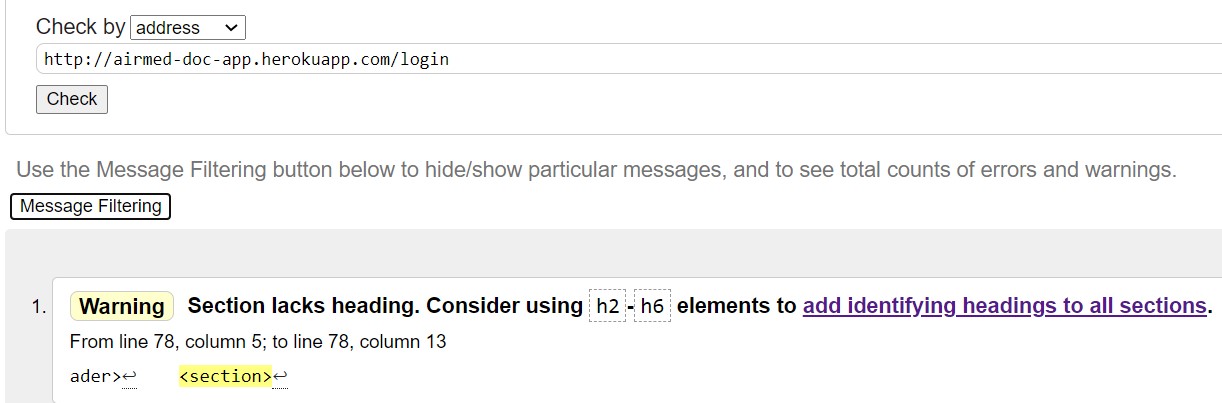 Check by address
http://airmed-doc-app.herokuapp.com/login
Check
Use the Message Filtering button below to hide/show particular messages, and to see total counts of errors and warnings.
Message Filtering
1. Warning Section lacks heading. Consider using h2-h6 elements to add identifying headings to all sections.
From line 78, column 5; to line 78, column 13
ader>↩ <section>↩